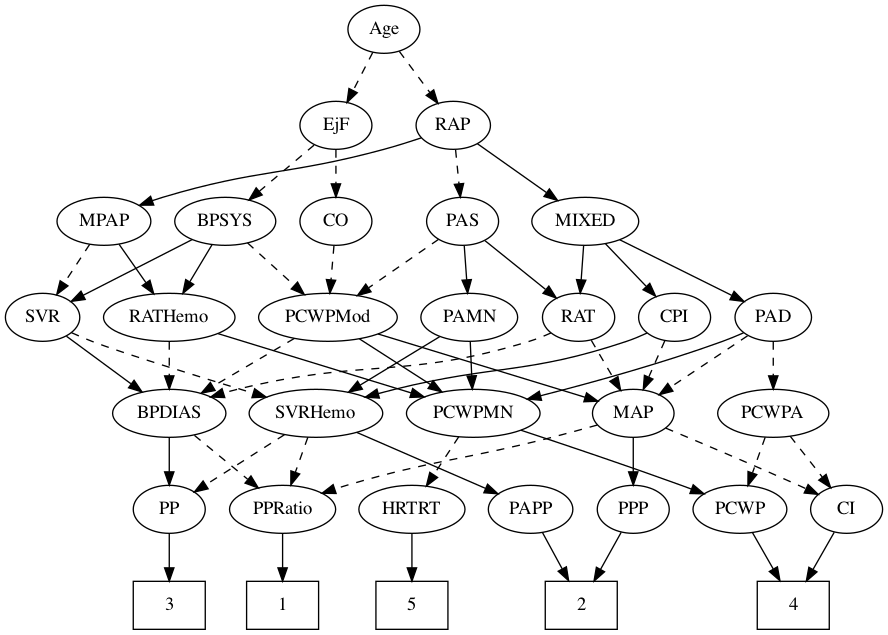 Age
EjF
RAP
MPAP
BPSYS
CO
PAS
MIXED
SVR
RATHemo
PCWPMod
PAMN
RAT
CPI
PAD
BPDIAS
SVRHemo
PCWPMN
MAP
PCWPA
PP
PPRatio
HRTRT
PAPP
PPP
PCWP
CI
3
1
5
2
4